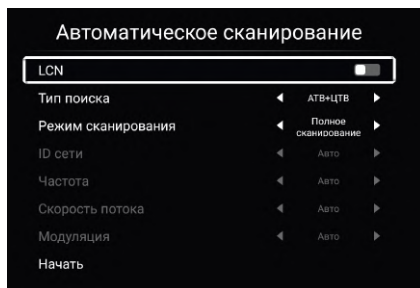 Автоматическое сканирование
LCN
Тип поиска АТВ+ЦТВ
Режим сканирования Полное сканирование
ID сети Авто
Частота Авто
Скорость потока Авто
Модуляция Авто
Начать